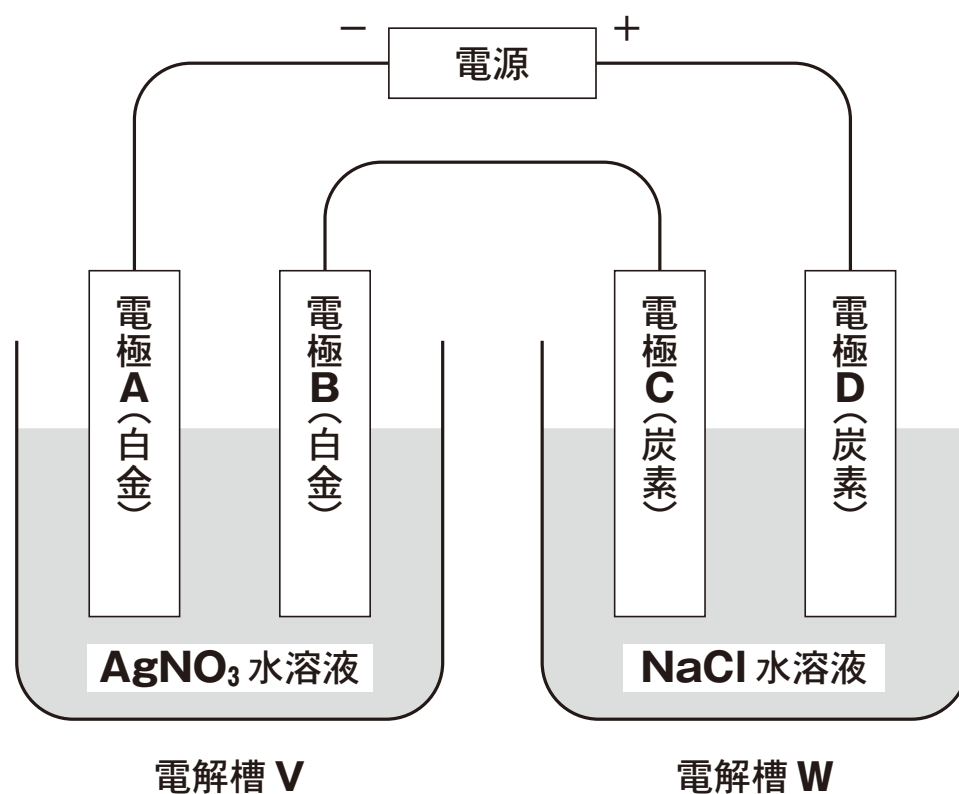 − 電源 +
電極A(白金)
電極B(白金)
電極C(炭素)
電極D(炭素)
AgNO₃ 水溶液
NaCl 水溶液
電解槽 V
電解槽 W